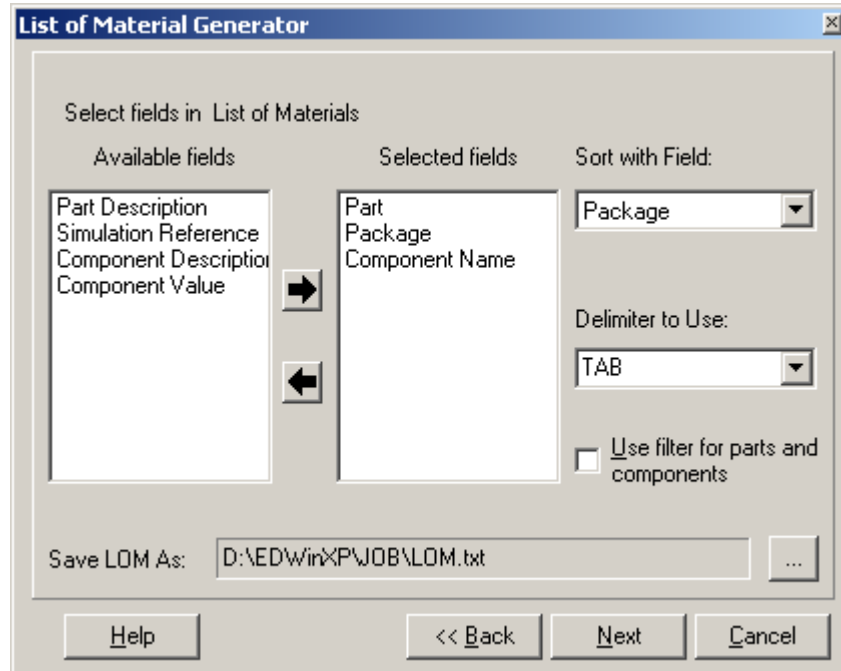 List of Material Generator
Select fields in List of Materials
Available fields
Selected fields
Sort with Field:
Part Description
Simulation Reference
Component Description
Component Value
Part
Package
Component Name
Package
Delimiter to Use:
TAB
Use filter for parts and
components
Save LOM As:
D:\EDWinXP\JOB\LOM.txt
...
Help
<< Back
Next
Cancel